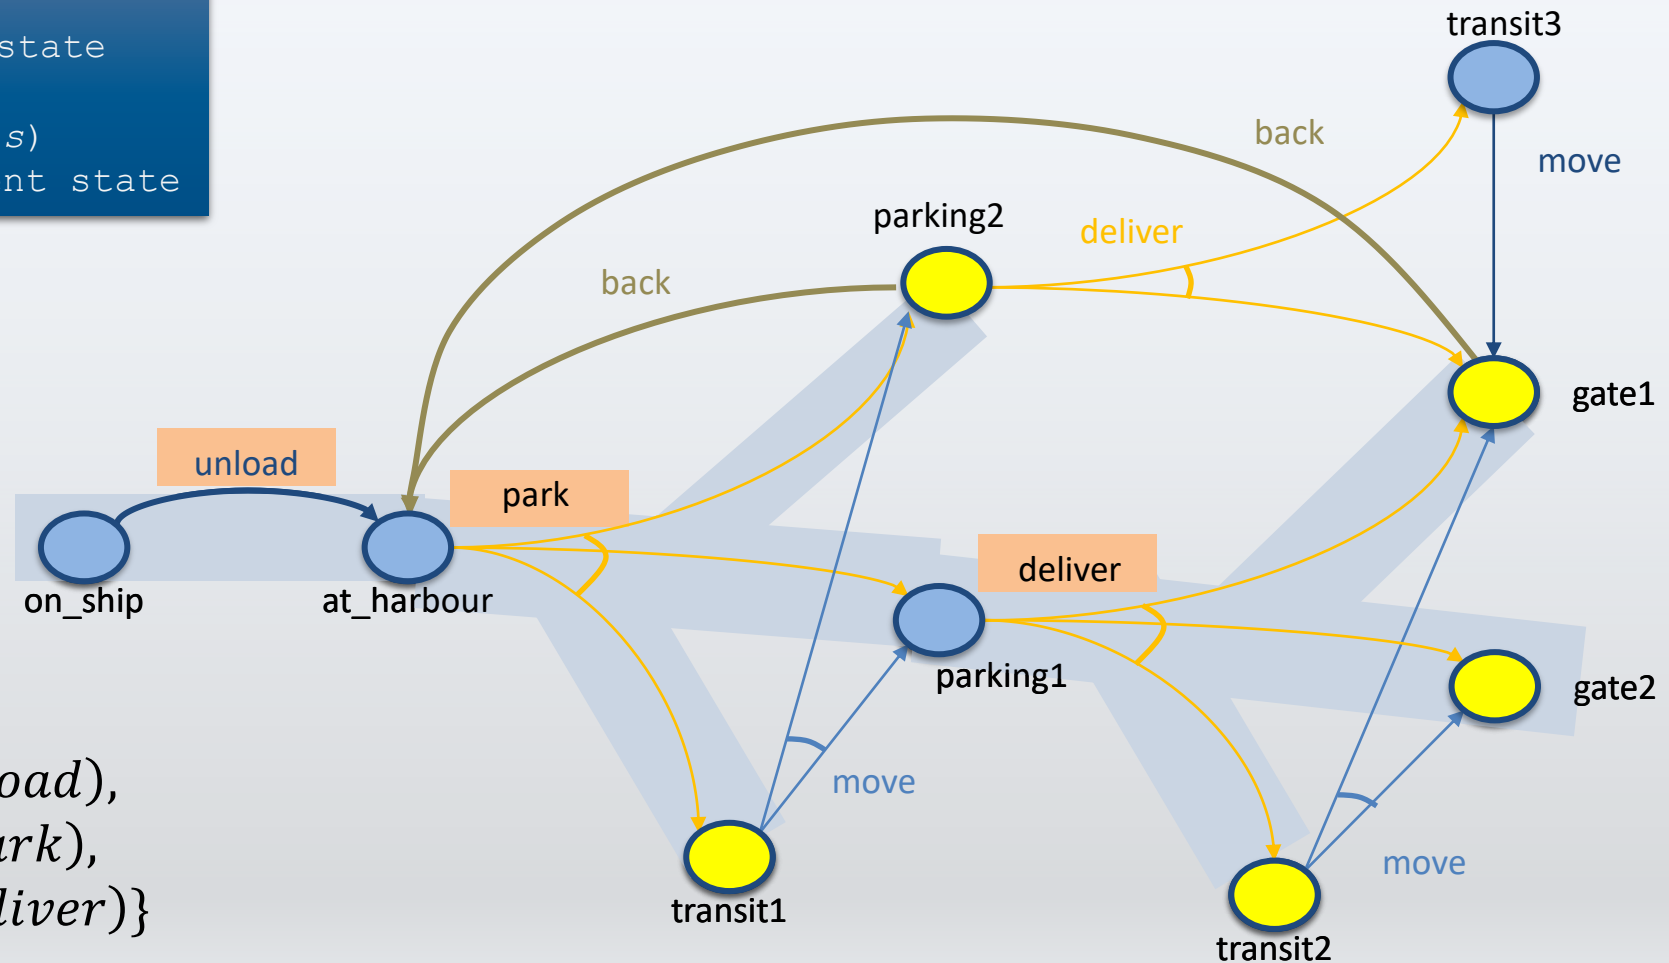 state
s)
nt state
transit3
back
move
parking2
deliver
back
gate1
unload
park
deliver
on_ship
at_harbour
parking1
gate2
oad),
move
ark),
move
liver)}
transit1
transit2